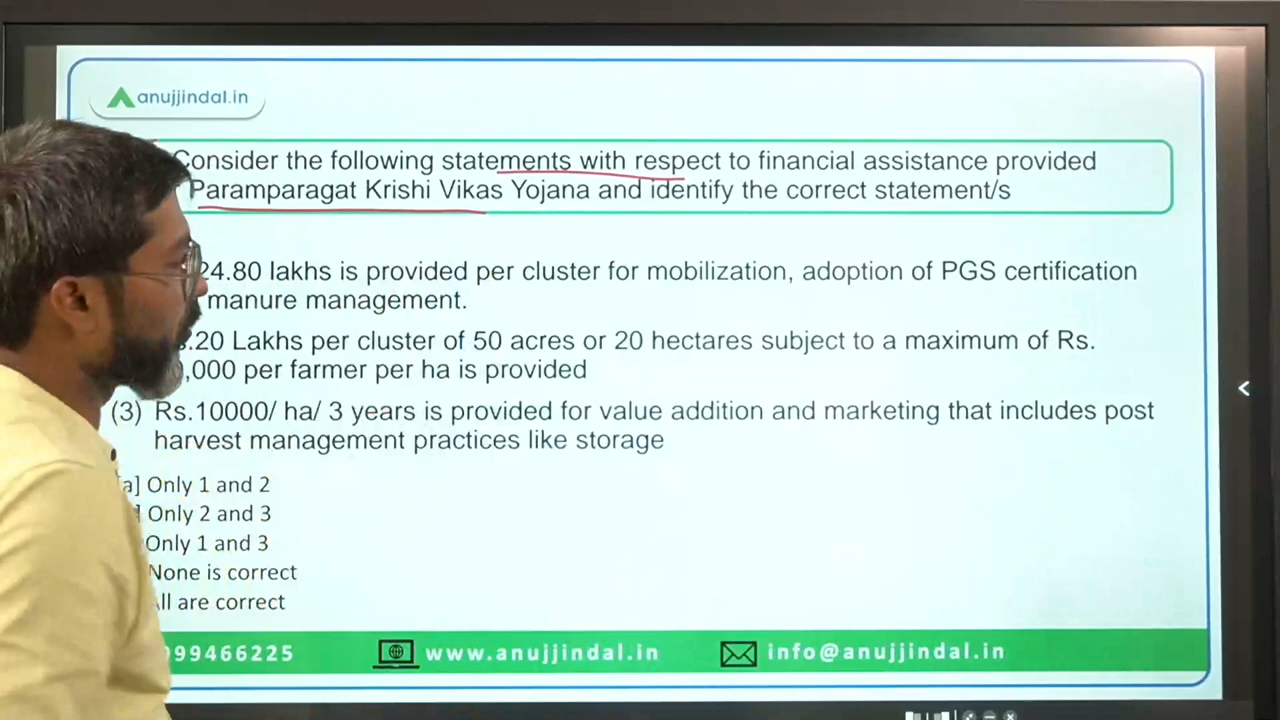 anujjindal.in
Consider the following statements with respect to financial assistance provided
Paramparagat Krishi Vikas Yojana and identify the correct statement/s
24.80 lakhs is provided per cluster for mobilization, adoption of PGS certification
manure management.
.20 Lakhs per cluster of 50 acres or 20 hectares subject to a maximum of Rs.
,000 per farmer per ha is provided
(3) Rs.10000/ ha/ 3 years is provided for value addition and marketing that includes post
harvest management practices like storage
a] Only 1 and 2
] Only 2 and 3
Only 1 and 3
None is correct
ll are correct
99466225 www.anujjindal.in info@anujjindal.in